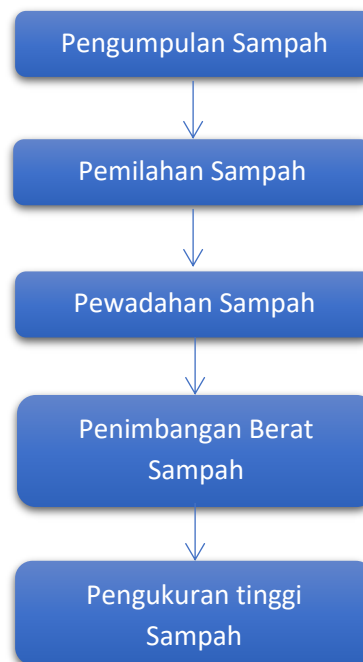 Pengumpulan Sampah
Pemilahan Sampah
Pewadahan Sampah
Penimbangan Berat
Sampah
Pengukuran tinggi
Sampah